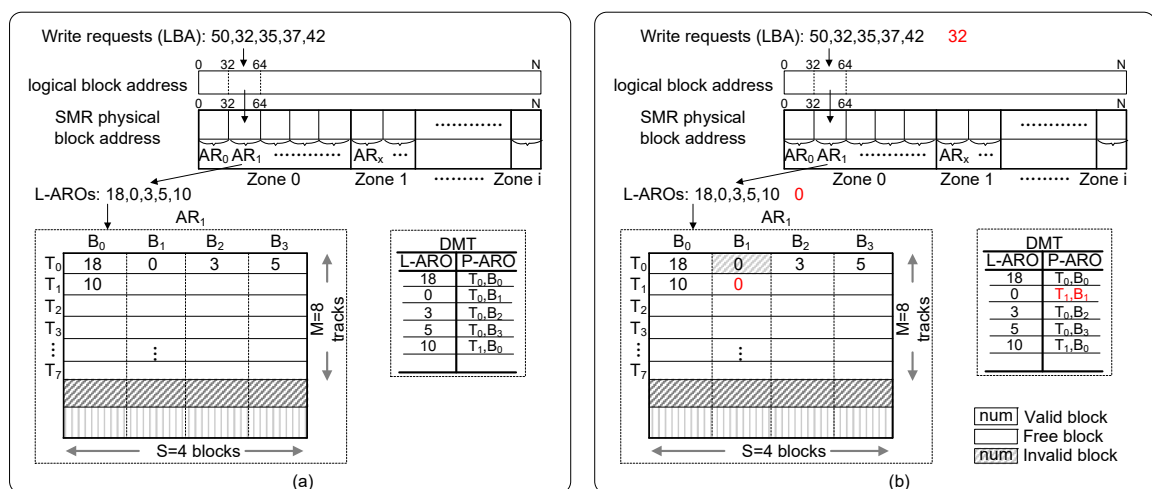 Write requests (LBA): 50,32,35,37,42
0 32 64 N
logical block address
0 32 64 N
SMR physical block address
............
AR0 AR1 ............ ARx ...
Zone 0 Zone 1 ......... Zone i
L-AROs: 18,0,3,5,10
AR1
B0 B1 B2 B3
T0 18 0 3 5
T1 10
T2
T3
⋮ ⋮
T7
M=8 tracks
S=4 blocks
DMT
L-ARO P-ARO
18 T0,B0
0 T0,B1
3 T0,B2
5 T0,B3
10 T1,B0
(a)
Write requests (LBA): 50,32,35,37,42 32
0 32 64 N
logical block address
0 32 64 N
SMR physical block address
............
AR0 AR1 ............ ARx ...
Zone 0 Zone 1 ......... Zone i
L-AROs: 18,0,3,5,10 0
AR1
B0 B1 B2 B3
T0 18 0 3 5
T1 10 0
T2
T3
⋮ ⋮
T7
M=8 tracks
S=4 blocks
DMT
L-ARO P-ARO
18 T0,B0
0 T1,B1
3 T0,B2
5 T0,B3
10 T1,B0
num Valid block
Free block
num Invalid block
(b)